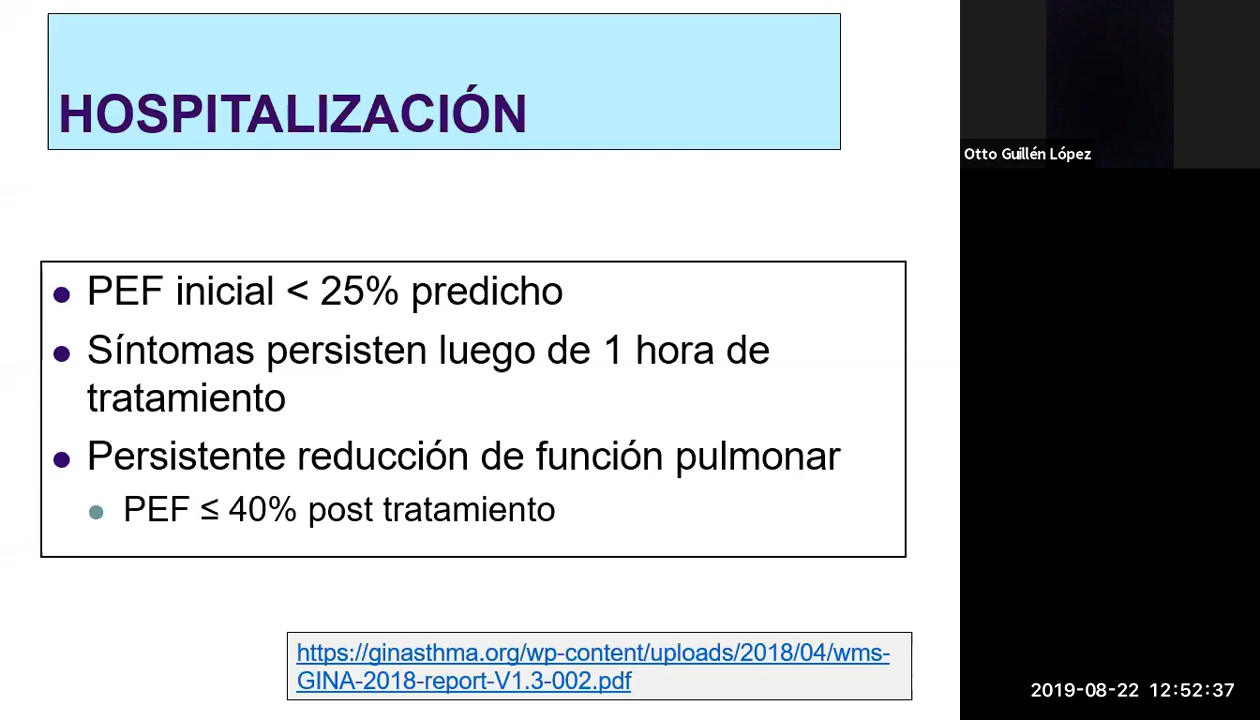 HOSPITALIZACIÓN
Otto Guillén López
PEF inicial < 25% predicho
Síntomas persisten luego de 1 hora de
tratamiento
Persistente reducción de función pulmonar
PEF ≤ 40% post tratamiento
https://ginasthma.org/wp-content/uploads/2018/04/wms-
GINA-2018-report-V1.3-002.pdf
2019-08-22 12:52:37